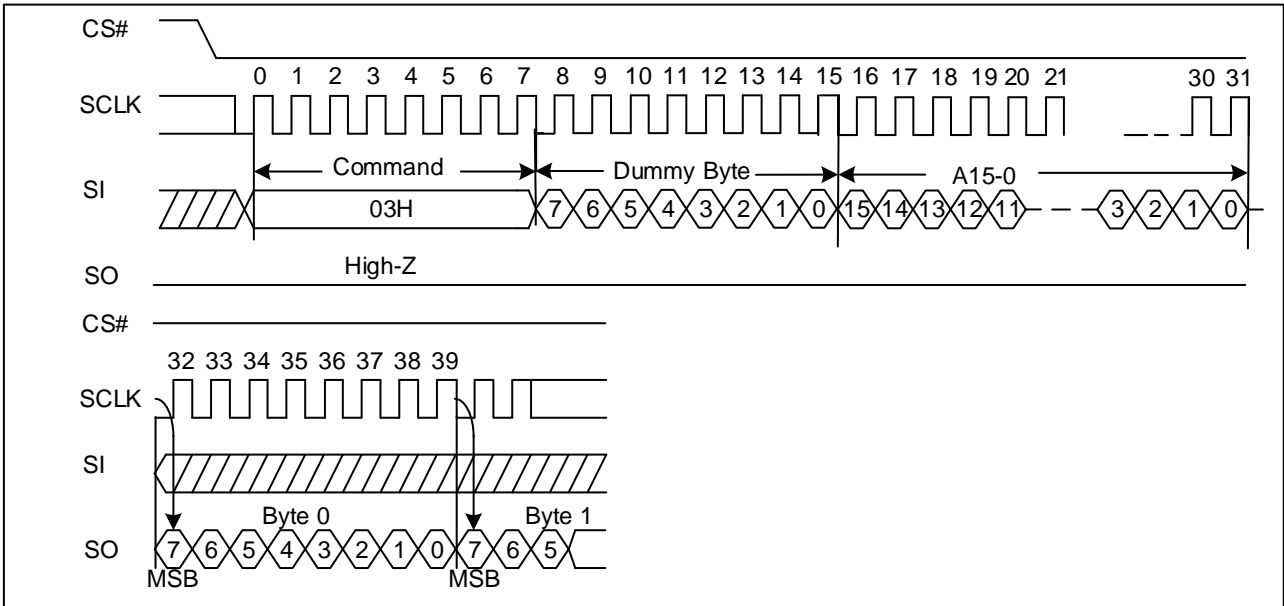 CS#
0 1 2 3 4 5 6 7 8 9 10 11 12 13 14 15 16 17 18 19 20 21 30 31
SCLK
Command Dummy Byte A15-0
SI
03H 7 6 5 4 3 2 1 0 15 14 13 12 11 3 2 1 0
High-Z
SO
CS#
32 33 34 35 36 37 38 39
SCLK
SI
Byte 0 Byte 1
SO 7 6 5 4 3 2 1 0 7 6 5
MSB MSB